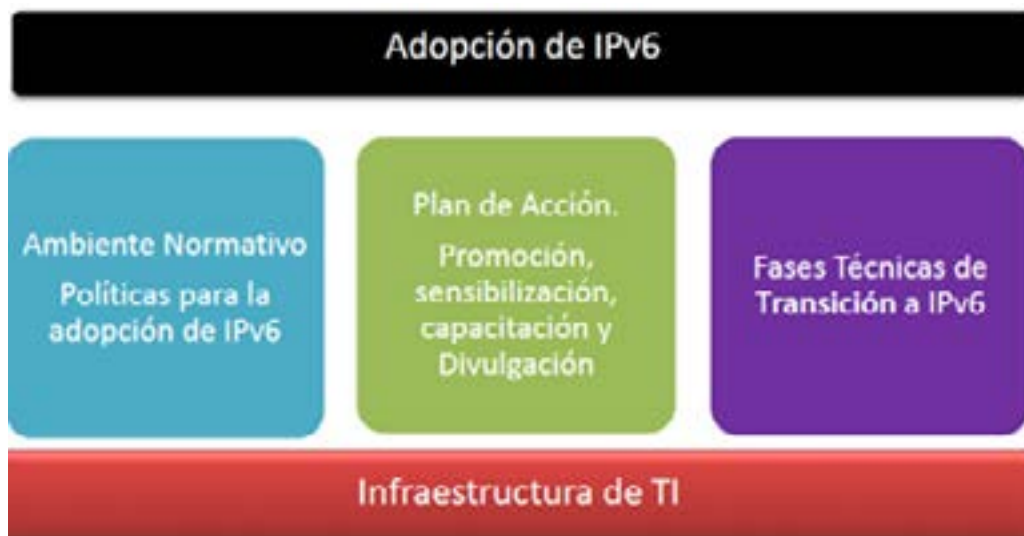 Adopción de IPv6
Ambiente Normativo
Políticas para la
adopción de IPv6
Plan de Acción.
Promoción,
sensibilización,
capacitación y
Divulgación
Fases Técnicas de
Transición a IPv6
Infraestructura de TI